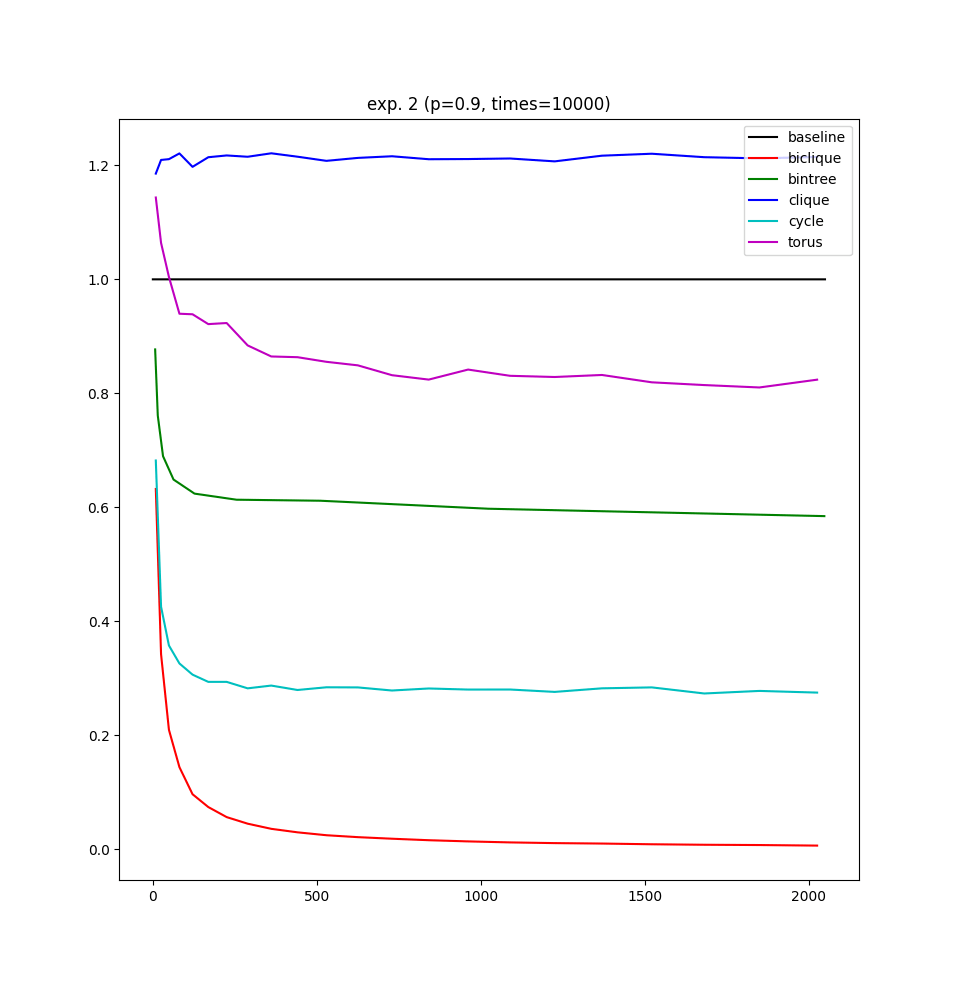 exp. 2 (p=0.9, times=10000)
baseline
biclique
bintree
clique
cycle
torus
1.2
1.0
0.8
0.6
0.4
0.2
0.0
0 500 1000 1500 2000